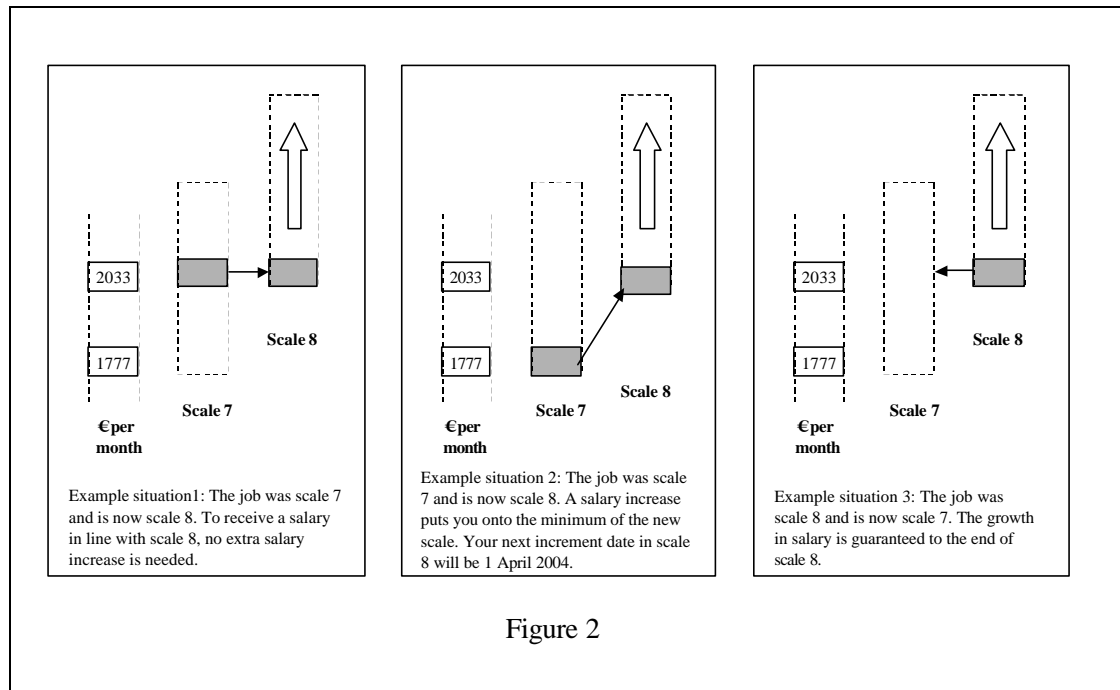 2033
1777
Scale 8
Scale 7
€ per
month
Example situation1: The job was scale 7
and is now scale 8. To receive a salary
in line with scale 8, no extra salary
increase is needed.
2033
1777
Scale 8
Scale 7
€ per
month
Example situation 2: The job was scale
7 and is now scale 8. A salary increase
puts you onto the minimum of the new
scale. Your next increment date in scale
8 will be 1 April 2004.
2033
1777
Scale 8
Scale 7
€ per
month
Example situation 3: The job was
scale 8 and is now scale 7. The growth
in salary is guaranteed to the end of
scale 8.
Figure 2